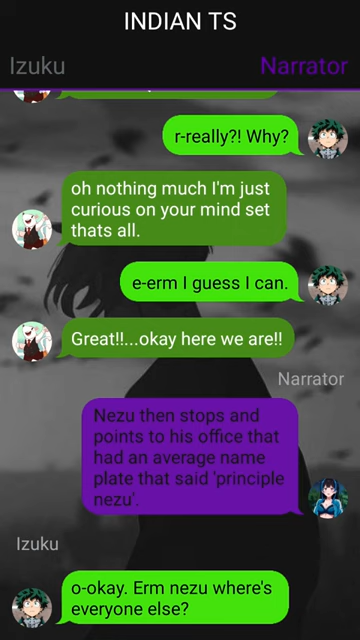 INDIAN TS
Izuku
Narrator
r-really?! Why?
oh nothing much I'm just
curious on your mind set
thats all.
e-erm I guess I can.
Great!!...okay here we are!!
Narrator
Nezu then stops and
points to his office that
had an average name
plate that said 'principle
nezu'.
Izuku
o-okay. Erm nezu where's
everyone else?